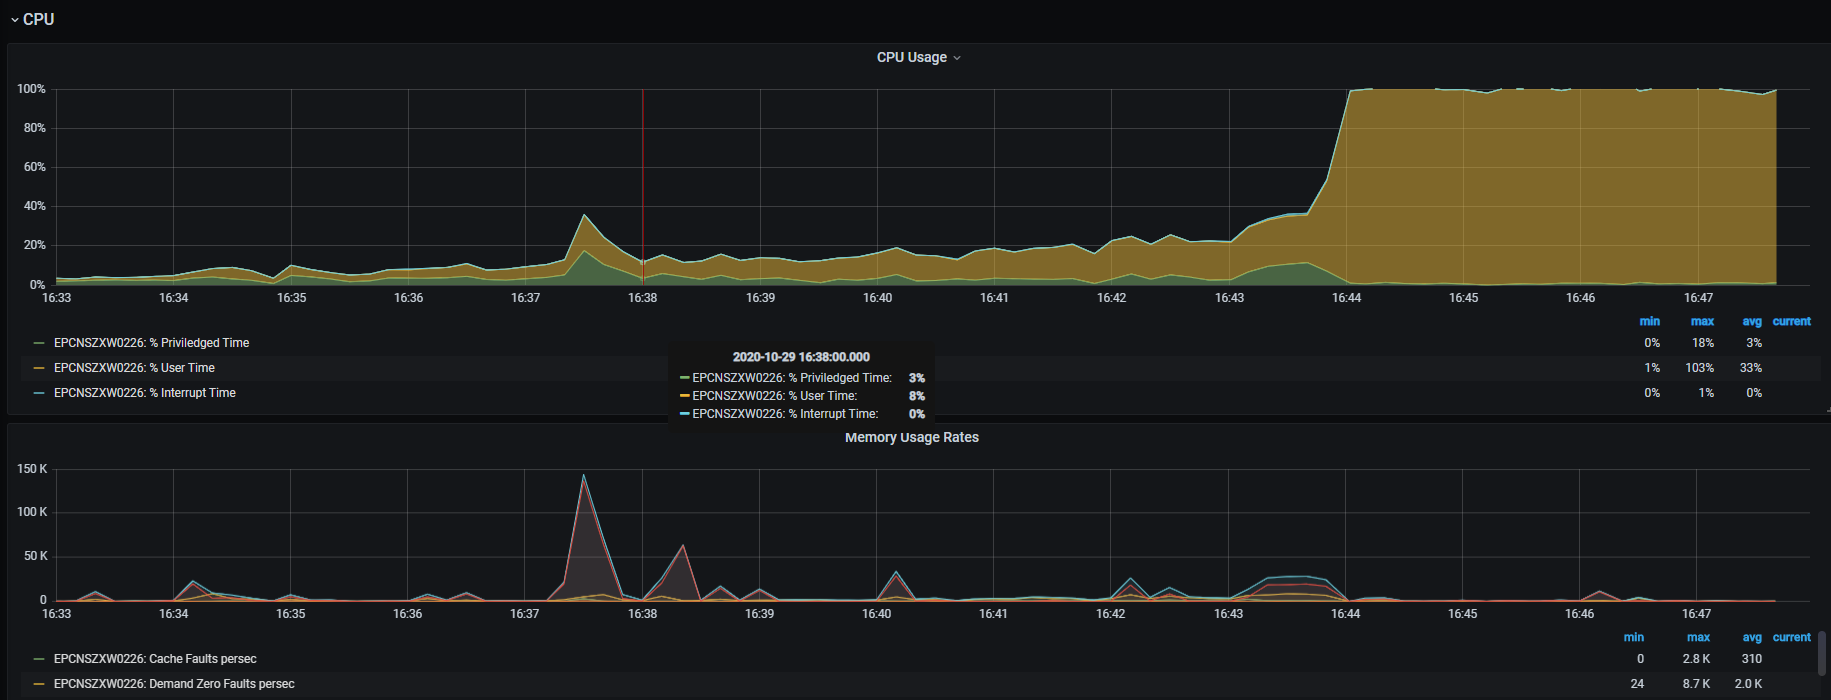 CPU
CPU Usage
100%
80%
60%
40%
20%
0%
16:33 16:34 16:35 16:36 16:37 16:38 16:39 16:40 16:41 16:42 16:43 16:44 16:45 16:46 16:47
min max avg current
EPCNSZXW0226: % Priviledged Time 0% 18% 3%
EPCNSZXW0226: % User Time 1% 103% 33%
EPCNSZXW0226: % Interrupt Time 0% 1% 0%
2020-10-29 16:38:00.000
EPCNSZXW0226: % Priviledged Time: 3%
EPCNSZXW0226: % User Time: 8%
EPCNSZXW0226: % Interrupt Time: 0%
Memory Usage Rates
150 K
100 K
50 K
0
16:33 16:34 16:35 16:36 16:37 16:38 16:39 16:40 16:41 16:42 16:43 16:44 16:45 16:46 16:47
min max avg current
EPCNSZXW0226: Cache Faults persec 0 2.8 K 310
EPCNSZXW0226: Demand Zero Faults persec 24 8.7 K 2.0 K